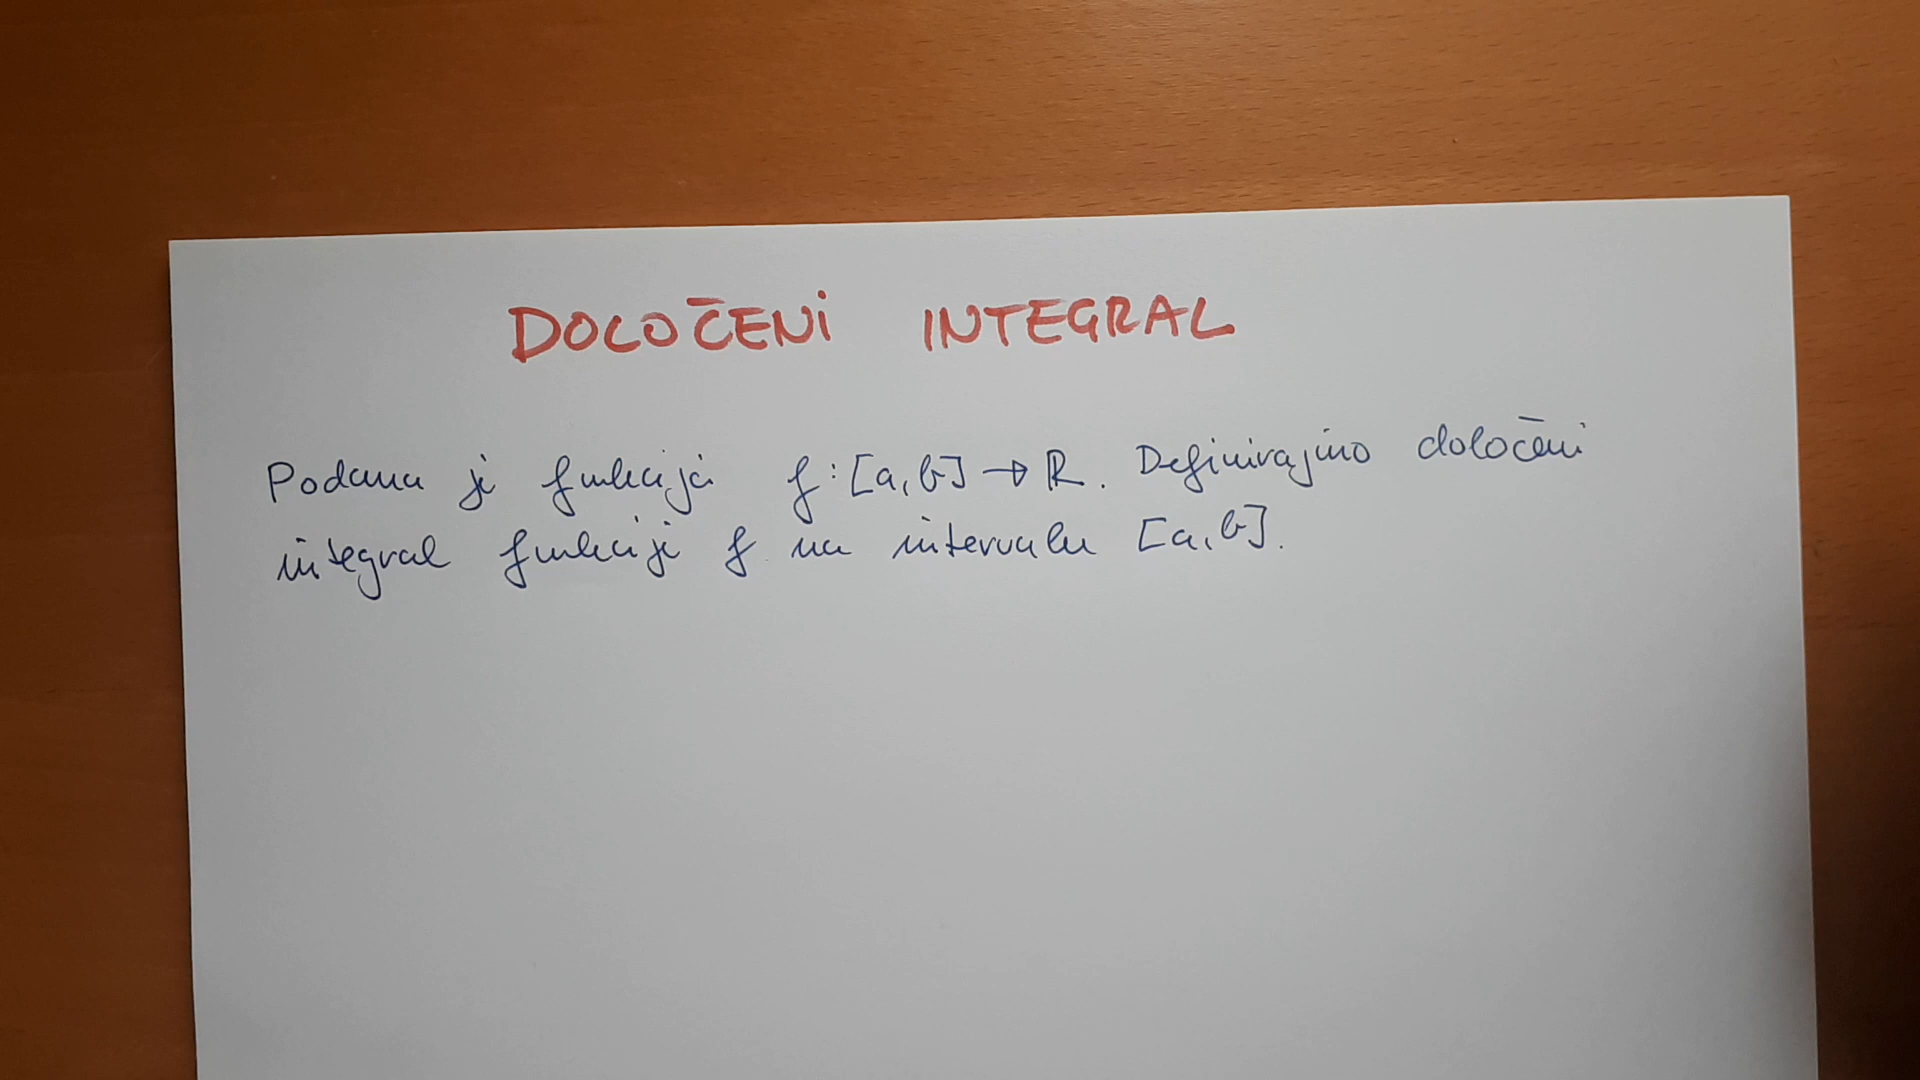 DOLOČENI INTEGRAL
Podana je funkcija f:[a,b]→ℝ. Definirajmo določeni
integral funkcije f na intervalu [a,b].